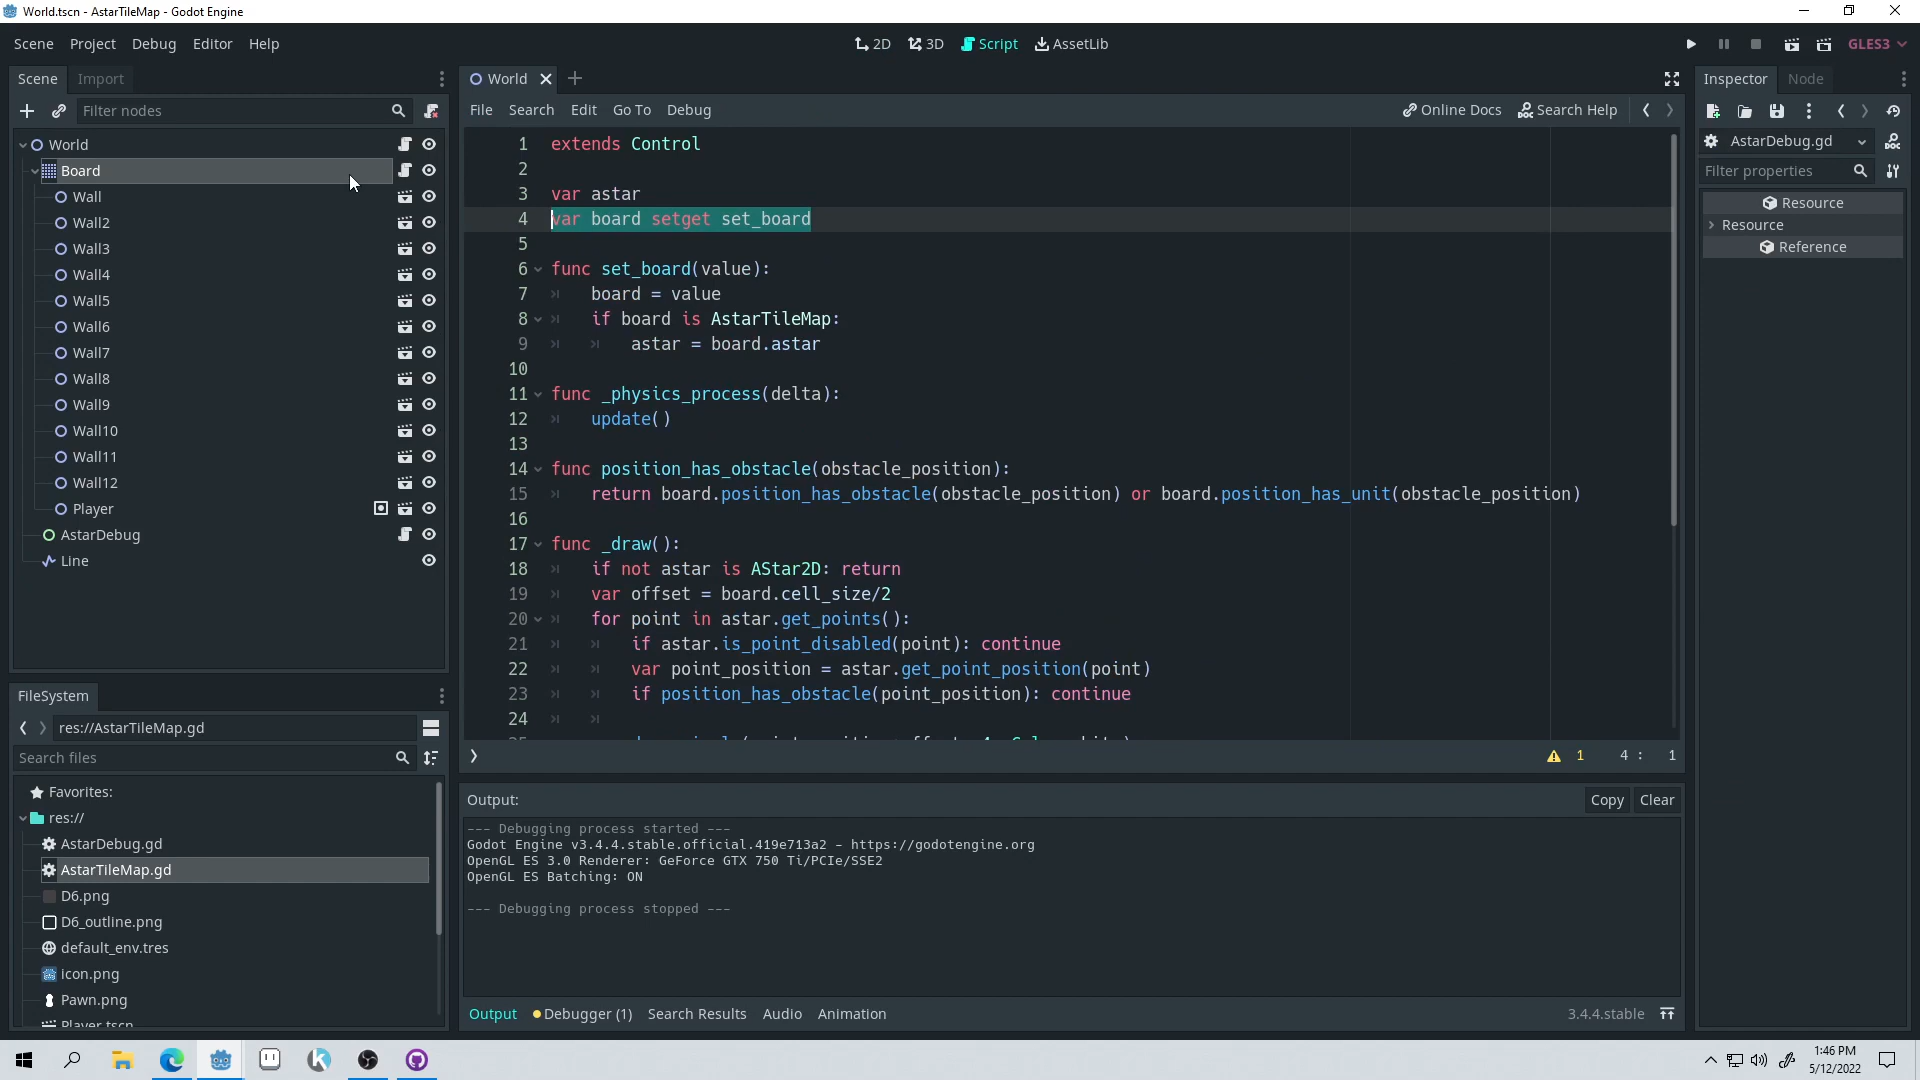 World.tscn - AstarTileMap - Godot Engine
Scene Project Debug Editor Help
2D 3D Script AssetLib
GLES3
Scene Import
World
Inspector Node
Filter nodes
File Search Edit Go To Debug
Online Docs Search Help
AstarDebug.gd
Filter properties
Resource
Resource
Reference
World
Board
Wall
Wall2
Wall3
Wall4
Wall5
Wall6
Wall7
Wall8
Wall9
Wall10
Wall11
Wall12
Player
AstarDebug
Line
1 extends Control
2
3 var astar
4 var board setget set_board
5
6 func set_board(value):
7 board = value
8 if board is AstarTileMap:
9 astar = board.astar
10
11 func _physics_process(delta):
12 update()
13
14 func position_has_obstacle(obstacle_position):
15 return board.position_has_obstacle(obstacle_position) or board.position_has_unit(obstacle_position)
16
17 func _draw():
18 if not astar is AStar2D: return
19 var offset = board.cell_size/2
20 for point in astar.get_points():
21 if astar.is_point_disabled(point): continue
22 var point_position = astar.get_point_position(point)
23 if position_has_obstacle(point_position): continue
24
1 4 : 1
FileSystem
res://AstarTileMap.gd
Search files
Favorites:
res://
AstarDebug.gd
AstarTileMap.gd
D6.png
D6_outline.png
default_env.tres
icon.png
Pawn.png
Player.tscn
Output:
Copy Clear
--- Debugging process started ---
Godot Engine v3.4.4.stable.official.419e713a2 - https://godotengine.org
OpenGL ES 3.0 Renderer: GeForce GTX 750 Ti/PCIe/SSE2
OpenGL ES Batching: ON
--- Debugging process stopped ---
Output Debugger (1) Search Results Audio Animation
3.4.4.stable
1:46 PM
5/12/2022